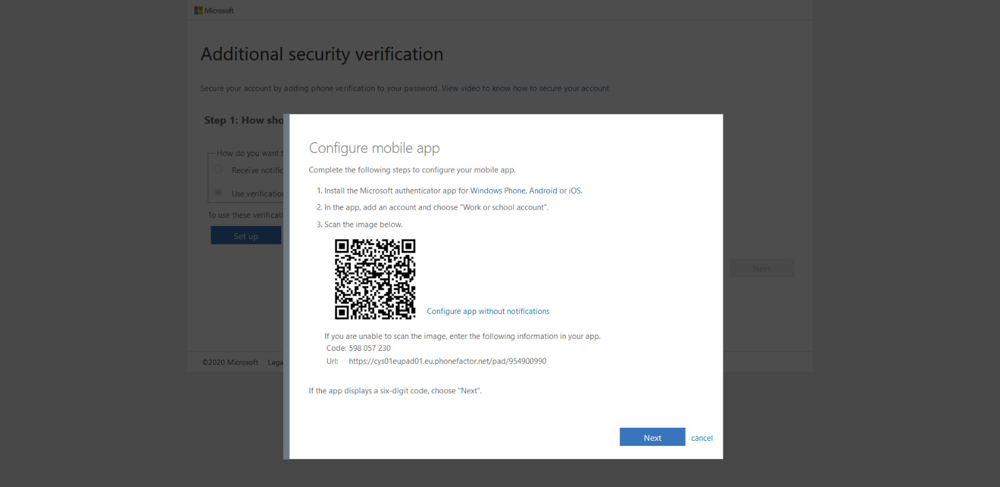 Microsoft
Additional security verification
Secure your account by adding phone verification to your password. View video to know how to secure your account
Step 1: How sho
How do you want t
Receive notific
Use verification
To use these verificati
Set up
Next
©2020 Microsoft Lega
Configure mobile app
Complete the following steps to configure your mobile app.
1. Install the Microsoft authenticator app for Windows Phone, Android or iOS.
2. In the app, add an account and choose "Work or school account".
3. Scan the image below.
Configure app without notifications
If you are unable to scan the image, enter the following information in your app.
Code: 598 057 230
Url: https://cys01eupad01.eu.phonefactor.net/pad/954900990
If the app displays a six-digit code, choose "Next".
Next cancel